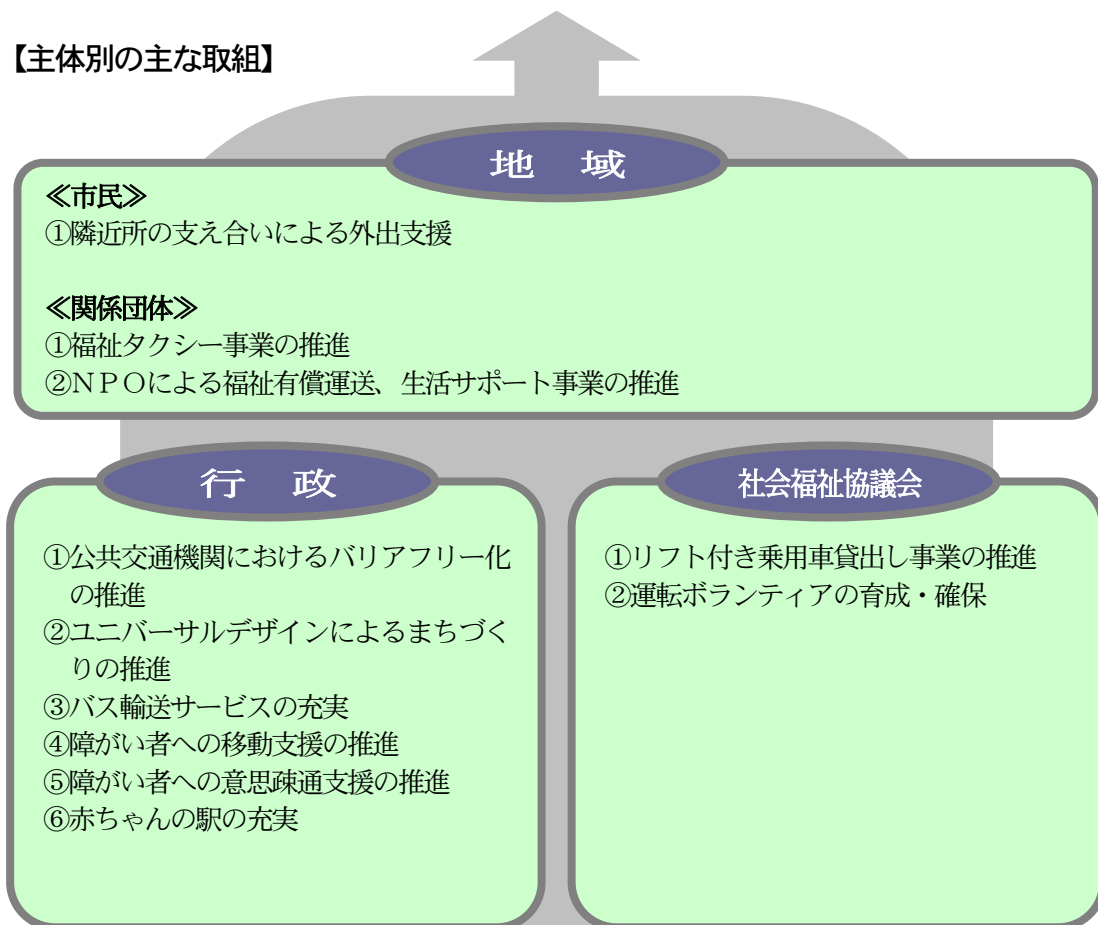 【主体別の主な取組】
地　域
≪市民≫
①隣近所の支え合いによる外出支援
≪関係団体≫
①福祉タクシー事業の推進
②ＮＰＯによる福祉有償運送、生活サポート事業の推進
行　政
①公共交通機関におけるバリアフリー化
の推進
②ユニバーサルデザインによるまちづく
りの推進
③バス輸送サービスの充実
④障がい者への移動支援の推進
⑤障がい者への意思疎通支援の推進
⑥赤ちゃんの駅の充実
社会福祉協議会
①リフト付き乗用車貸出し事業の推進
②運転ボランティアの育成・確保